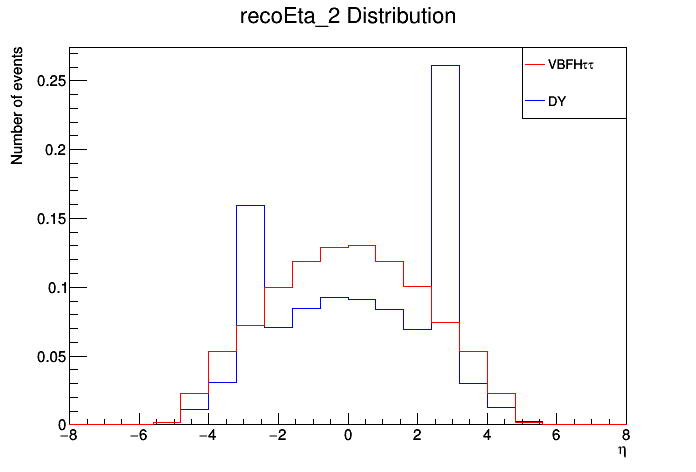 recoEta_2 Distribution
Number of events
VBFHττ
DY
0.25
0.2
0.15
0.1
0.05
0
−8 −6 −4 −2 0 2 4 6 8
η